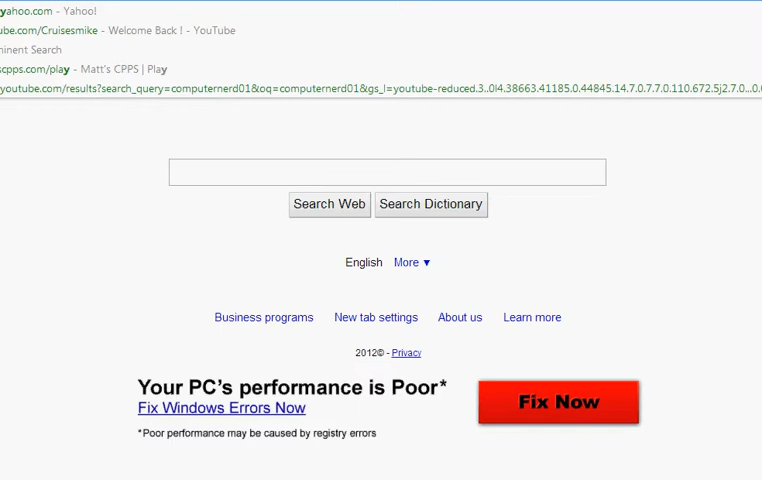 yahoo.com - Yahoo!
ube.com/Cruisesmike - Welcome Back ! - YouTube
ninent Search
scpps.com/play - Matt's CPPS | Play
youtube.com/results?search_query=computernerd01&oq=computernerd01&gs_l=youtube-reduced.3..0l4.38663.41185.0.44845.14.7.0.7.7.0.110.672.5j2.7.0...0.0
Search Web Search Dictionary
English More ▼
Business programs New tab settings About us Learn more
2012© - Privacy
Your PC's performance is Poor*
Fix Windows Errors Now
Fix Now
*Poor performance may be caused by registry errors